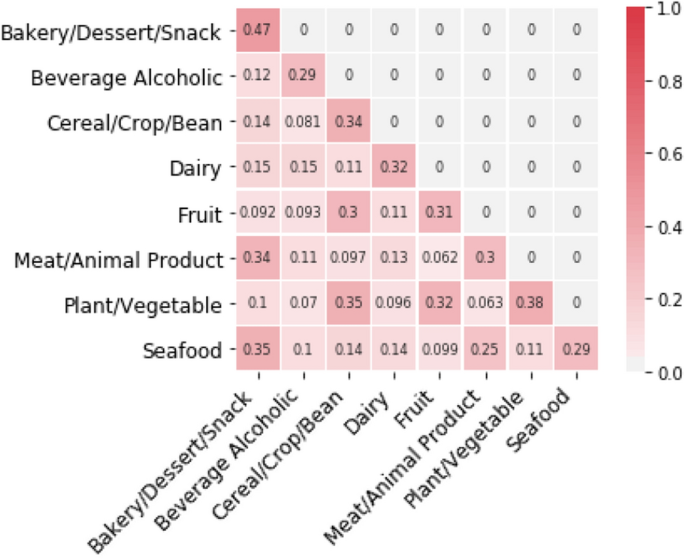 Bakery/Dessert/Snack 0.47 0 0 0 0 0 0 0
Beverage Alcoholic 0.12 0.29 0 0 0 0 0 0
Cereal/Crop/Bean 0.14 0.081 0.34 0 0 0 0 0
Dairy 0.15 0.15 0.11 0.32 0 0 0 0
Fruit 0.092 0.093 0.3 0.11 0.31 0 0 0
Meat/Animal Product 0.34 0.11 0.097 0.13 0.062 0.3 0 0
Plant/Vegetable 0.1 0.07 0.35 0.096 0.32 0.063 0.38 0
Seafood 0.35 0.1 0.14 0.14 0.099 0.25 0.11 0.29
Bakery/Dessert/Snack
Beverage Alcoholic
Cereal/Crop/Bean
Dairy
Fruit
Meat/Animal Product
Plant/Vegetable
Seafood
1.0
0.8
0.6
0.4
0.2
0.0